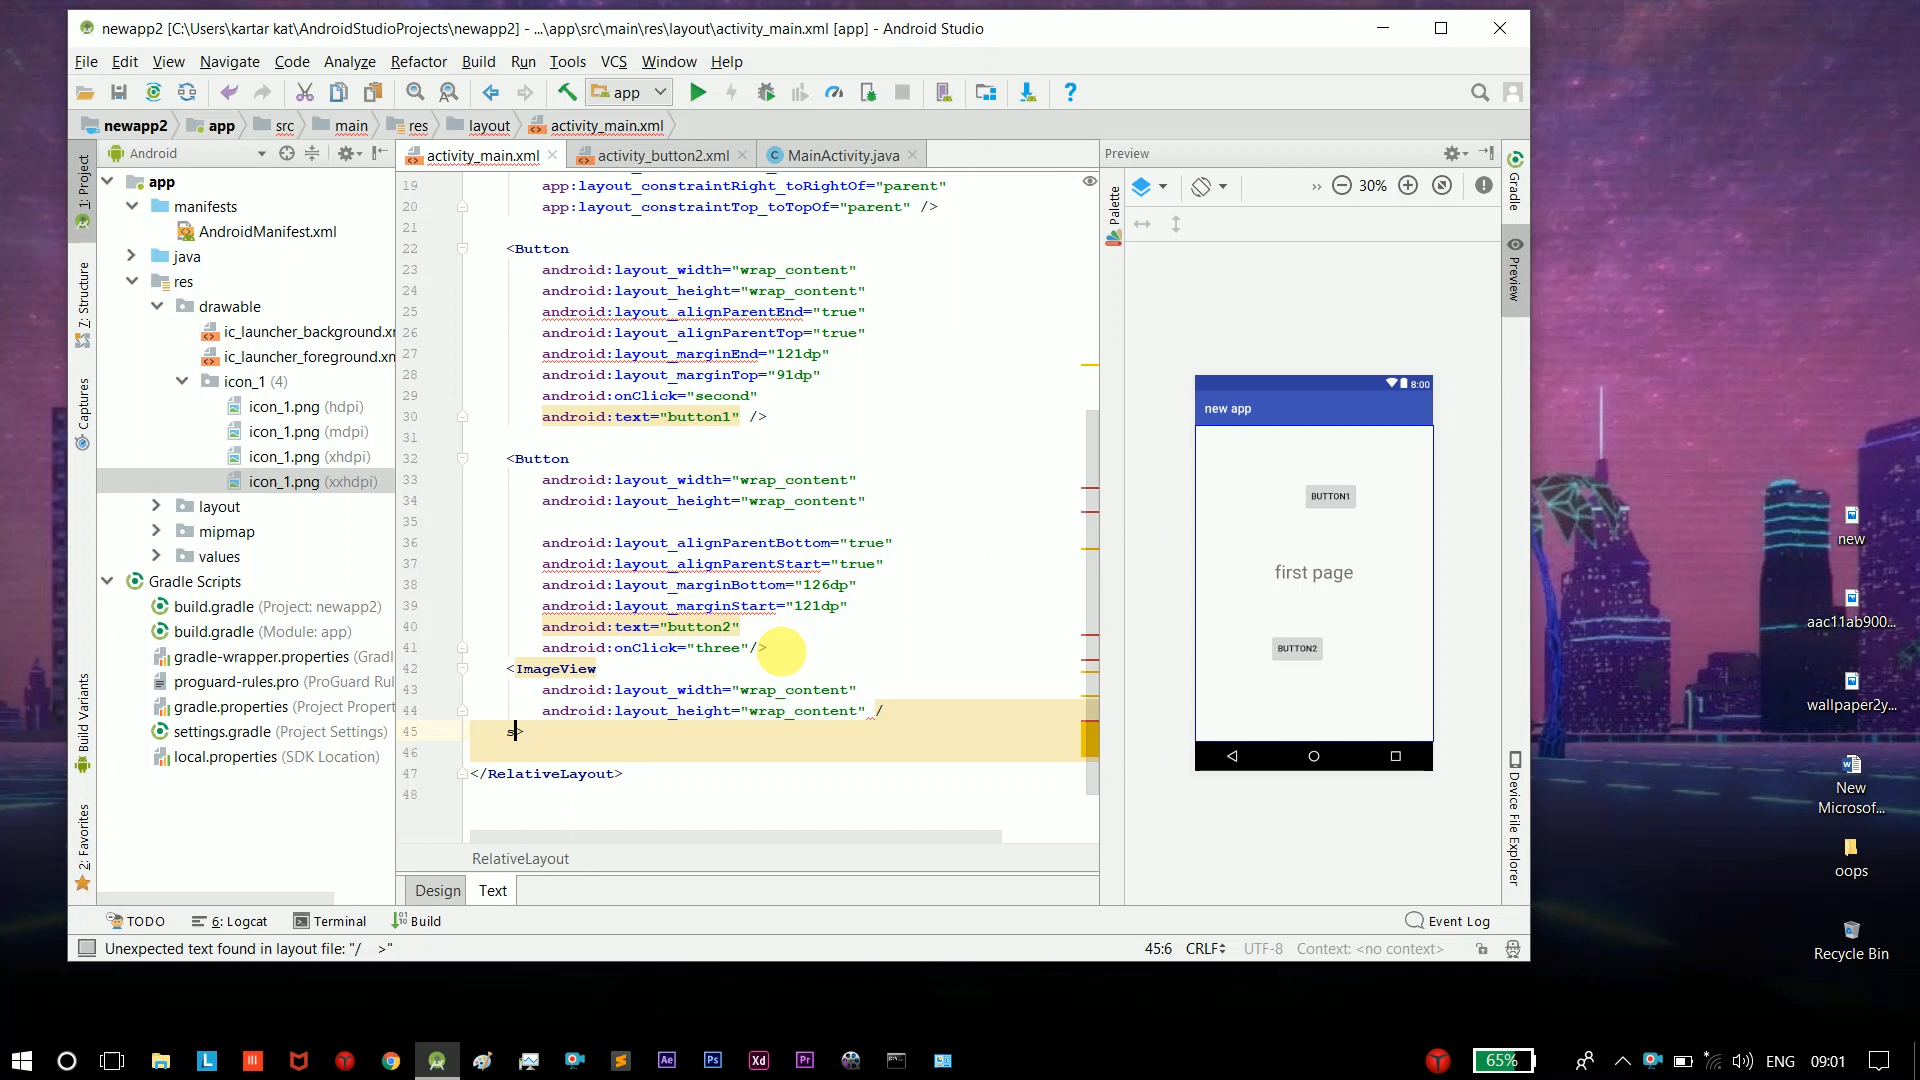 newapp2 [C:\Users\kartar kat\AndroidStudioProjects\newapp2] - ...\app\src\main\res\layout\activity_main.xml [app] - Android Studio
File Edit View Navigate Code Analyze Refactor Build Run Tools VCS Window Help
app
newapp2 app src main res layout activity_main.xml
Android
activity_main.xml activity_button2.xml MainActivity.java
Preview
1: Project
7: Structure
Captures
Build Variants
2: Favorites
app
manifests
AndroidManifest.xml
java
res
drawable
ic_launcher_background.xm
ic_launcher_foreground.xm
icon_1 (4)
icon_1.png (hdpi)
icon_1.png (mdpi)
icon_1.png (xhdpi)
icon_1.png (xxhdpi)
layout
mipmap
values
Gradle Scripts
build.gradle (Project: newapp2)
build.gradle (Module: app)
gradle-wrapper.properties (Gradl
proguard-rules.pro (ProGuard Rul
gradle.properties (Project Propert
settings.gradle (Project Settings)
local.properties (SDK Location)
19 app:layout_constraintRight_toRightOf="parent"
20 app:layout_constraintTop_toTopOf="parent" />
21
22 <Button
23 android:layout_width="wrap_content"
24 android:layout_height="wrap_content"
25 android:layout_alignParentEnd="true"
26 android:layout_alignParentTop="true"
27 android:layout_marginEnd="121dp"
28 android:layout_marginTop="91dp"
29 android:onClick="second"
30 android:text="button1" />
31
32 <Button
33 android:layout_width="wrap_content"
34 android:layout_height="wrap_content"
35
36 android:layout_alignParentBottom="true"
37 android:layout_alignParentStart="true"
38 android:layout_marginBottom="126dp"
39 android:layout_marginStart="121dp"
40 android:text="button2"
41 android:onClick="three"/>
42 <ImageView
43 android:layout_width="wrap_content"
44 android:layout_height="wrap_content" /
45 s>
46
47 </RelativeLayout>
48
RelativeLayout
Design Text
Palette
30%
8:00
new app
BUTTON1
first page
BUTTON2
Gradle
Preview
Device File Explorer
TODO 6: Logcat Terminal Build Event Log
Unexpected text found in layout file: "/ >" 45:6 CRLF UTF-8 Context: <no context>
new
aac11ab900...
wallpaper2y...
New
Microsof...
oops
Recycle Bin
L Ae Ps Xd Pr 65% ENG 09:01